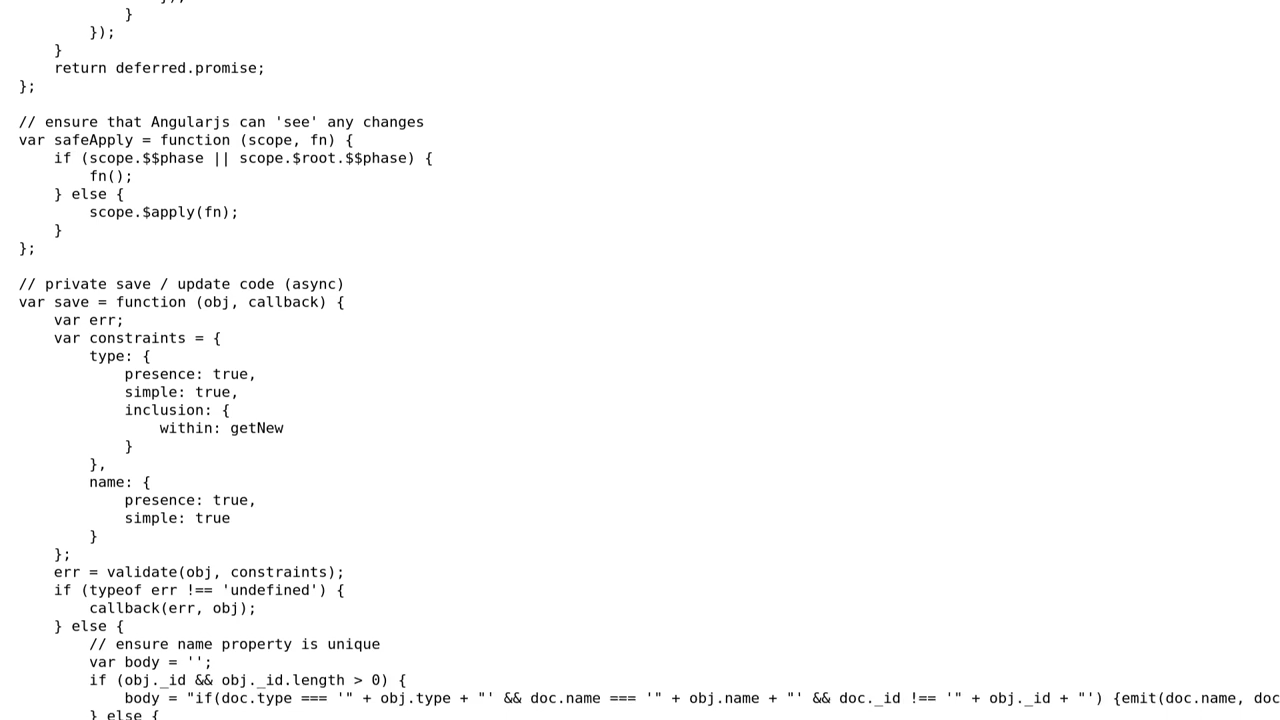 }
        });
    }
    return deferred.promise;
};

// ensure that Angularjs can 'see' any changes
var safeApply = function (scope, fn) {
    if (scope.$$phase || scope.$root.$$phase) {
        fn();
    } else {
        scope.$apply(fn);
    }
};

// private save / update code (async)
var save = function (obj, callback) {
    var err;
    var constraints = {
        type: {
            presence: true,
            simple: true,
            inclusion: {
                within: getNew
            }
        },
        name: {
            presence: true,
            simple: true
        }
    };
    err = validate(obj, constraints);
    if (typeof err !== 'undefined') {
        callback(err, obj);
    } else {
        // ensure name property is unique
        var body = '';
        if (obj._id && obj._id.length > 0) {
            body = "if(doc.type === '" + obj.type + "' && doc.name === '" + obj.name + "' && doc._id !== '" + obj._id + "') {emit(doc.name, doc
        } else {